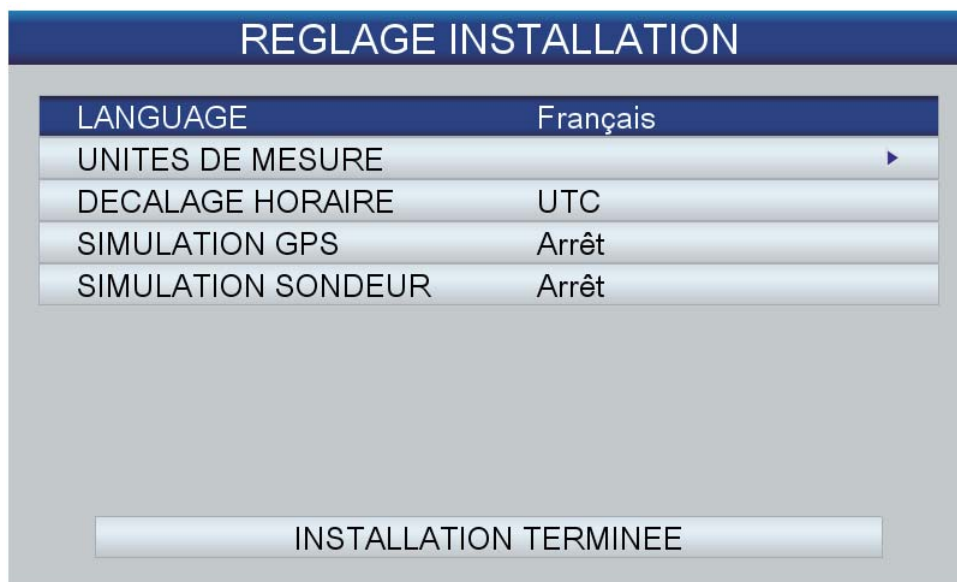 REGLAGE INSTALLATION
LANGUAGE Français
UNITES DE MESURE
DECALAGE HORAIRE UTC
SIMULATION GPS Arrêt
SIMULATION SONDEUR Arrêt
INSTALLATION TERMINEE